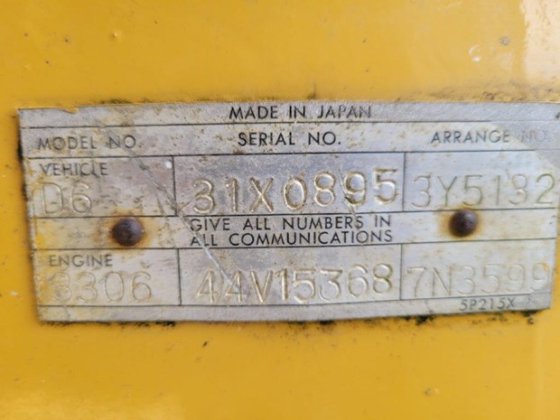 MADE IN JAPAN
MODEL NO. SERIAL NO. ARRANGE NO.
VEHICLE
D6 31X0895 3Y5132
GIVE ALL NUMBERS IN
ALL COMMUNICATIONS
ENGINE
3306 44V15368 7N3599
5P215X